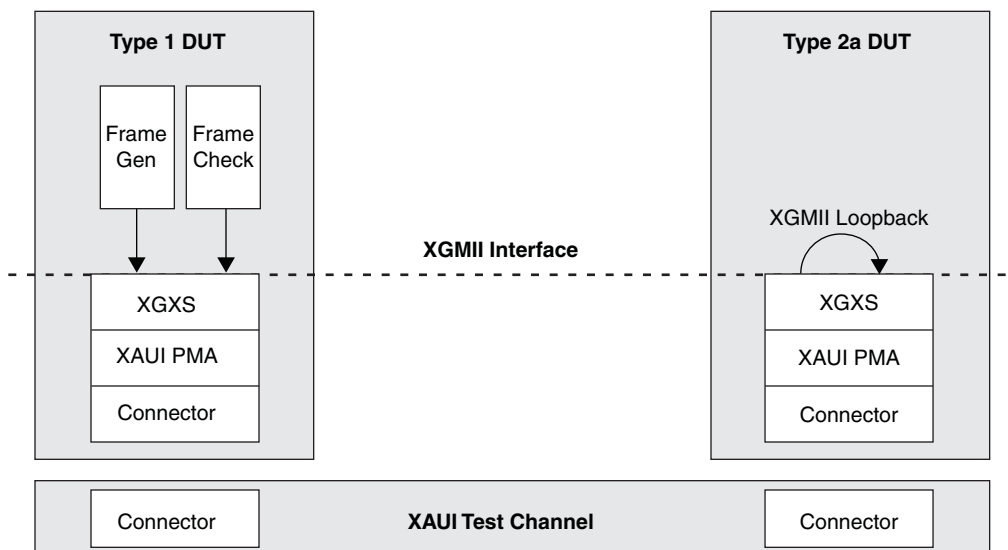 Type 1 DUT
Type 2a DUT
Frame
Gen
Frame
Check
XGMII Loopback
XGMII Interface
XGXS
XAUI PMA
Connector
XGXS
XAUI PMA
Connector
Connector
XAUI Test Channel
Connector